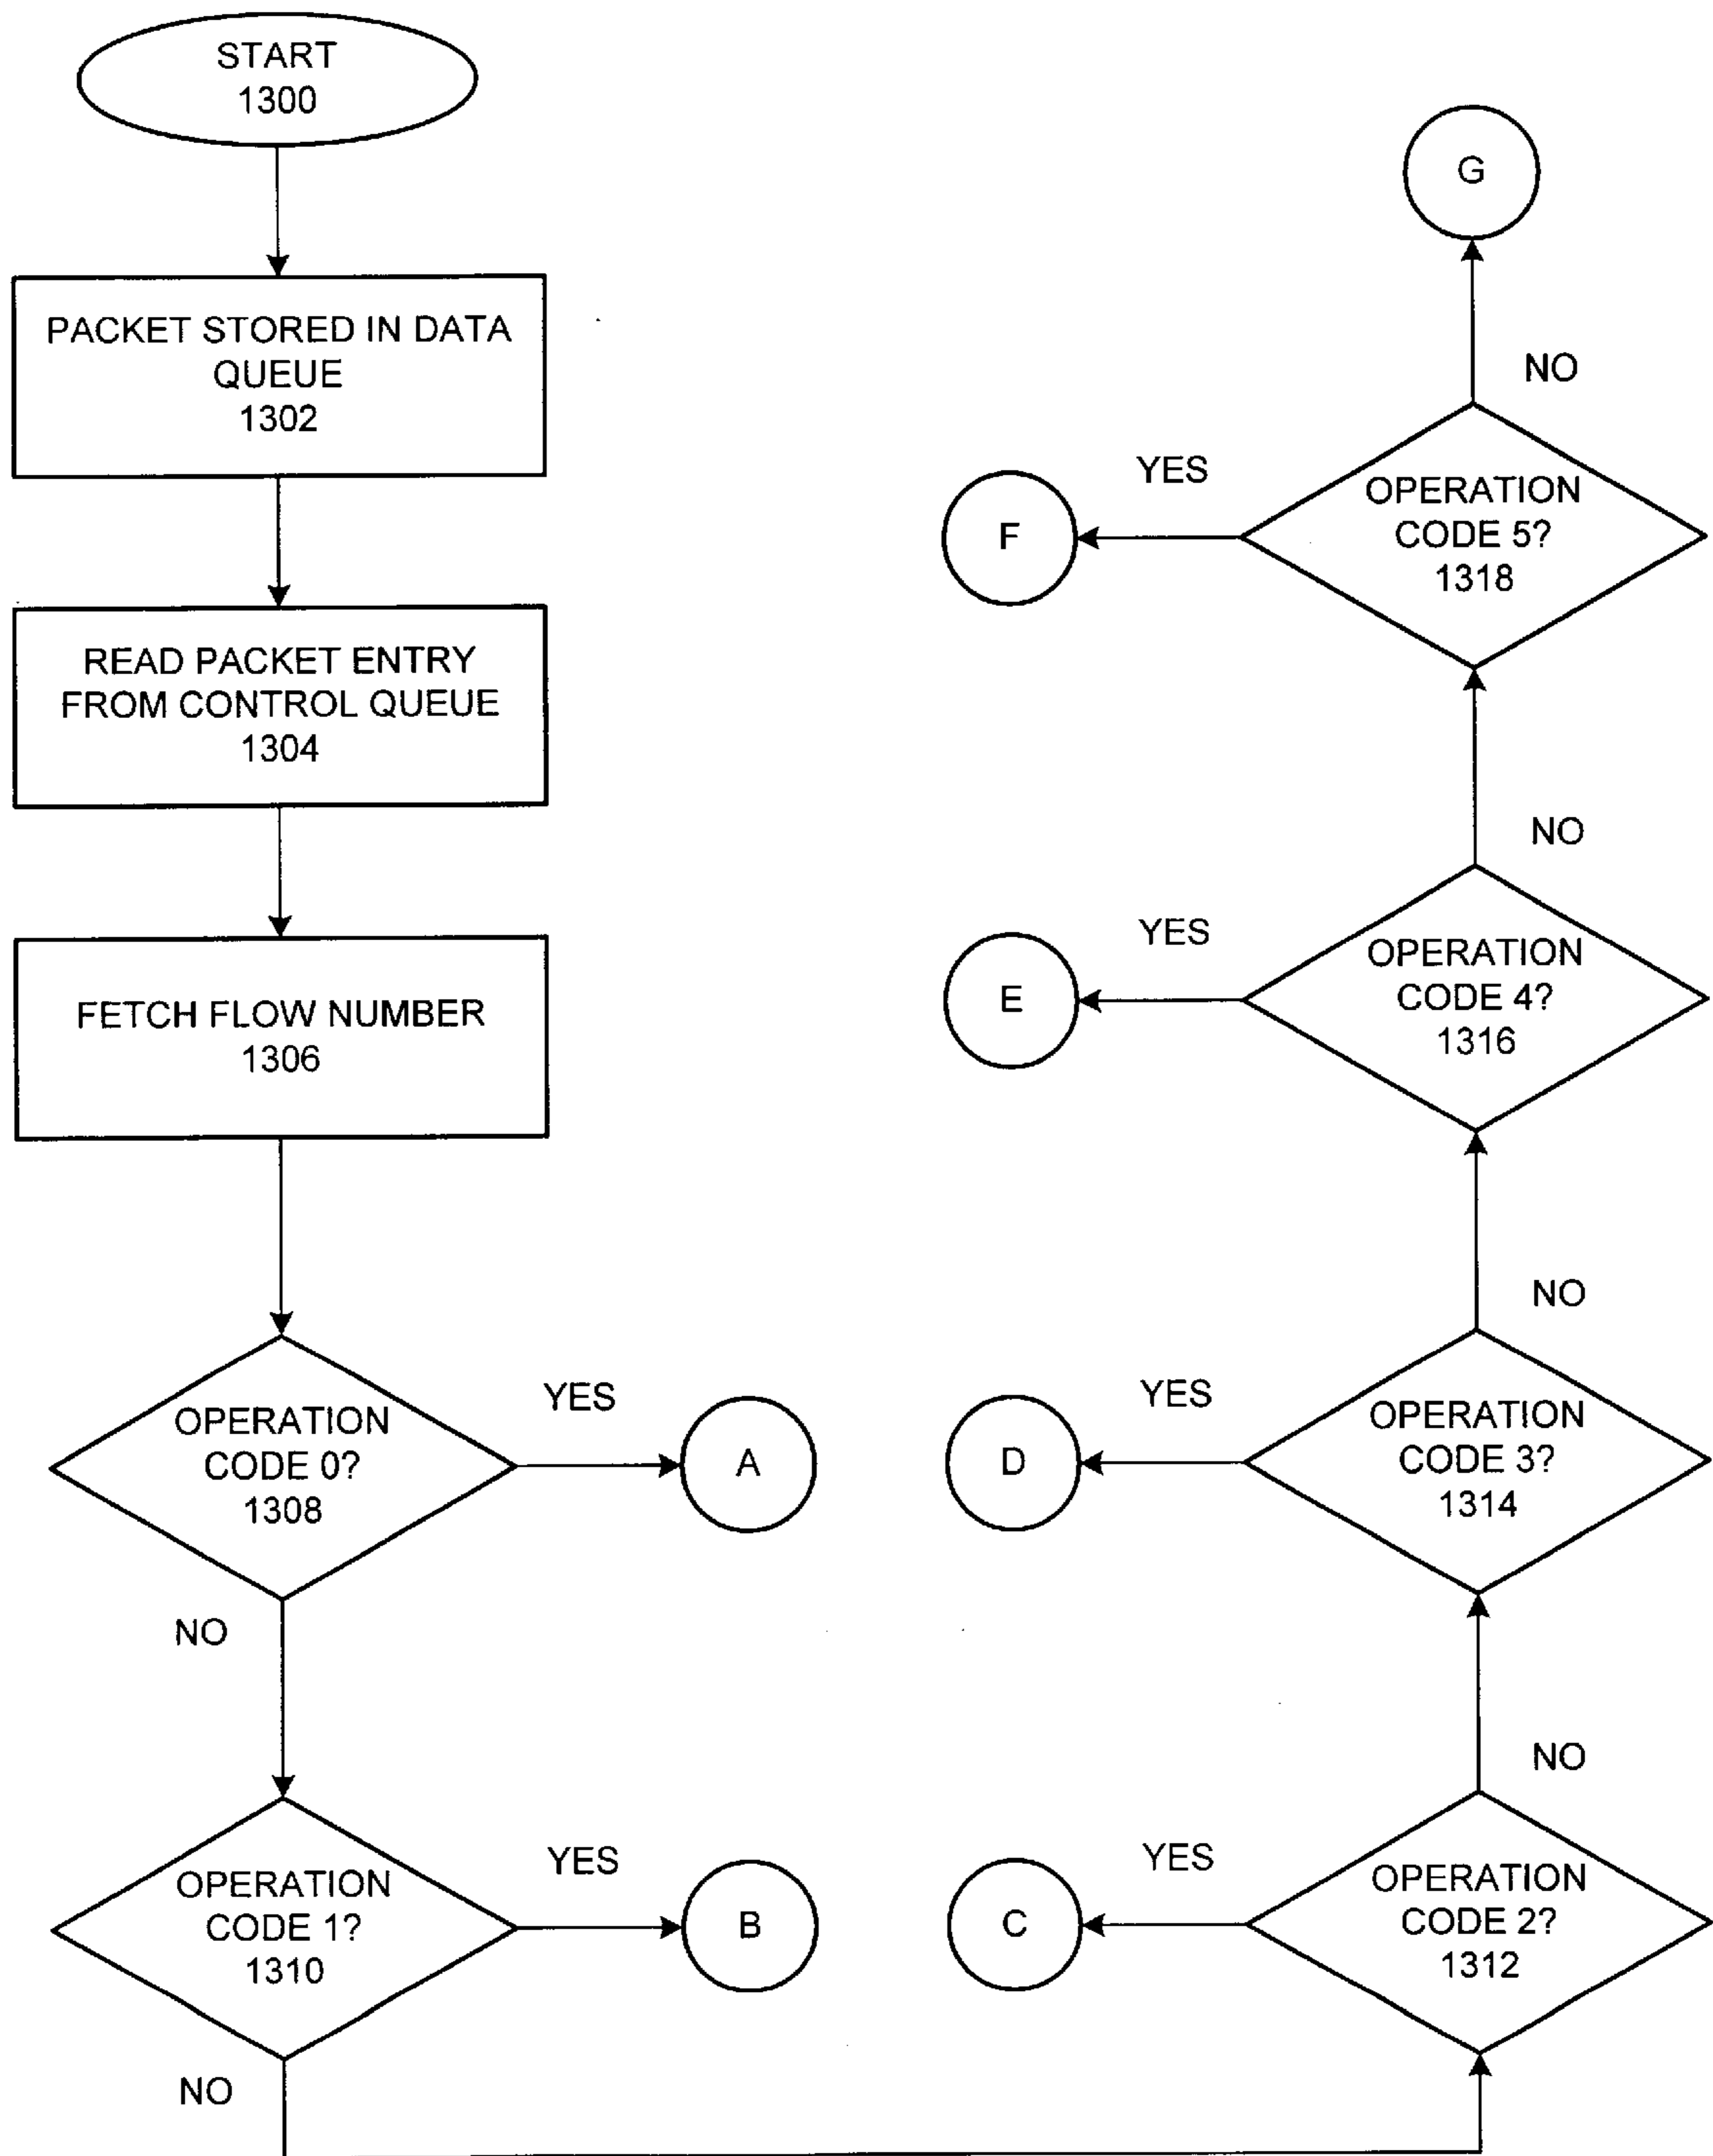 START
1300
PACKET STORED IN DATA
QUEUE
1302
READ PACKET ENTRY
FROM CONTROL QUEUE
1304
FETCH FLOW NUMBER
1306
OPERATION
CODE 0?
1308
YES
A
NO
OPERATION
CODE 1?
1310
YES
B
NO
OPERATION
CODE 2?
1312
YES
C
NO
OPERATION
CODE 3?
1314
YES
D
NO
OPERATION
CODE 4?
1316
YES
E
NO
OPERATION
CODE 5?
1318
YES
F
NO
G